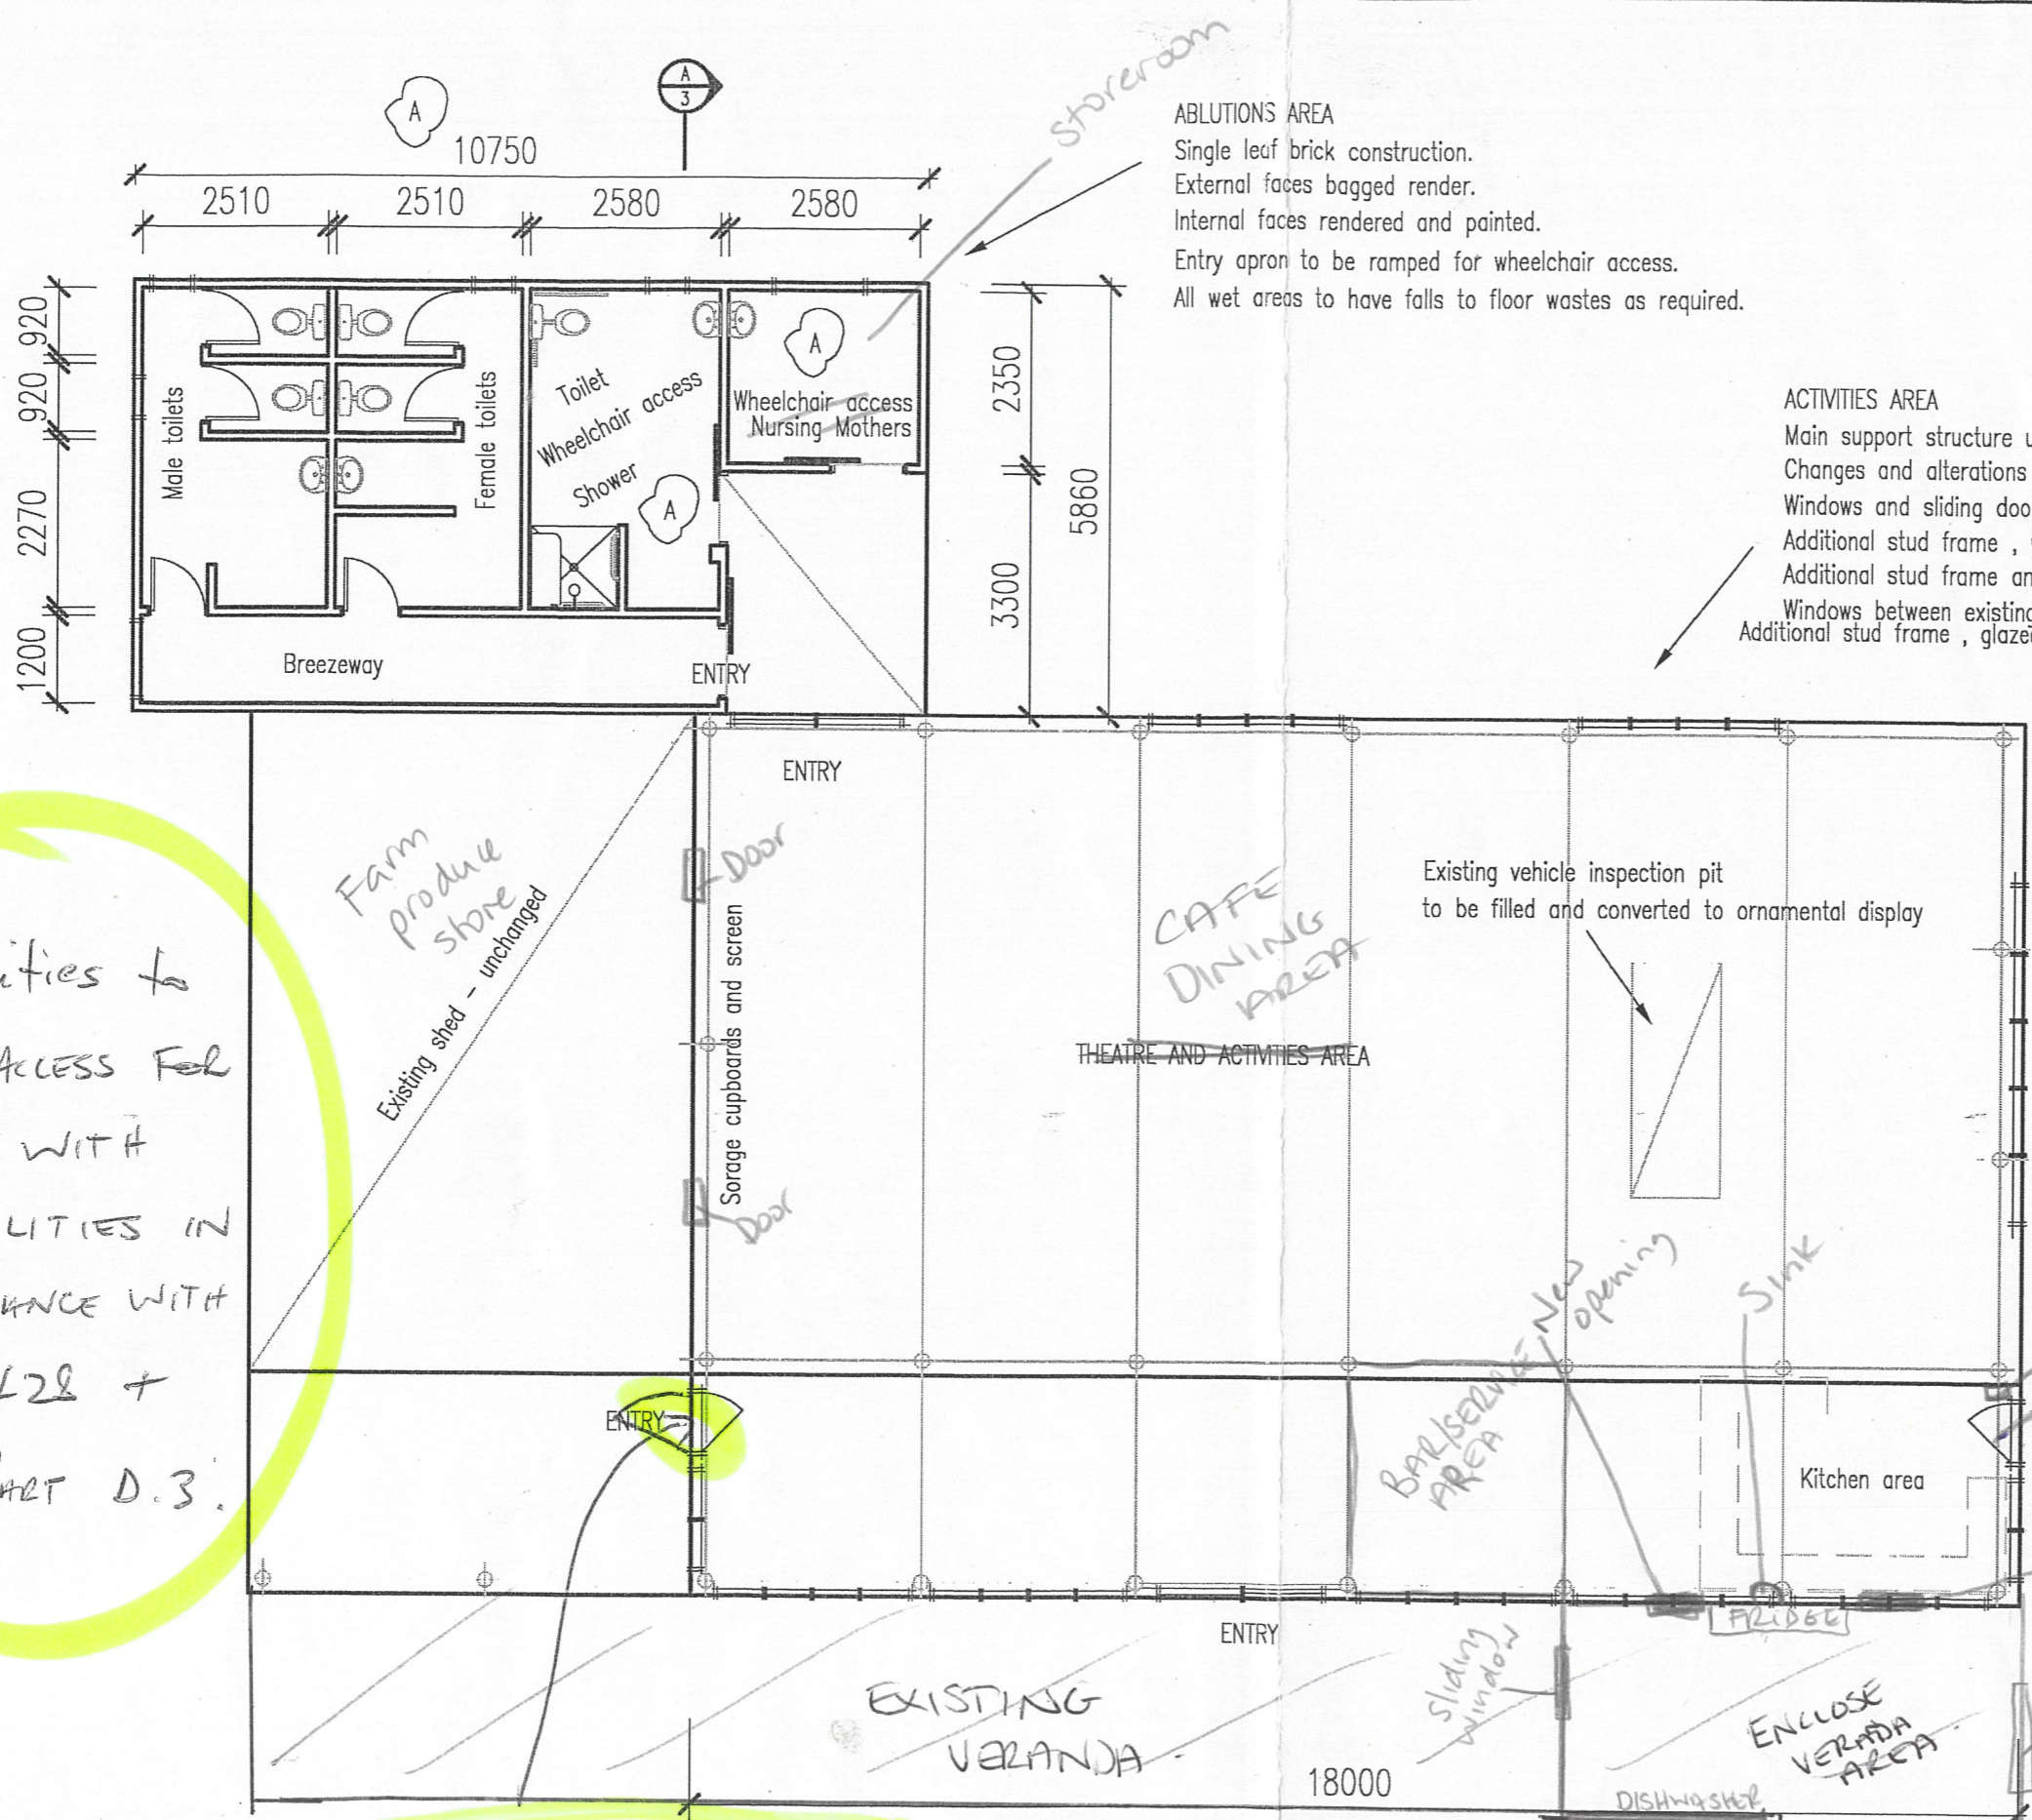 storeroom
A
3
A
10750
2510
2510
2580
2580
ABLUTIONS AREA
Single leaf brick construction.
External faces bagged render.
Internal faces rendered and painted.
Entry apron to be ramped for wheelchair access.
All wet areas to have falls to floor wastes as required.
920
920
2270
1200
Male toilets
Female toilets
Toilet
Wheelchair access
Shower
A
A
Wheelchair access
Nursing Mothers
2350
3300
5860
Breezeway
ENTRY
ACTIVITIES AREA
Main support structure u
Changes and alterations
Windows and sliding doo
Additional stud frame ,
Additional stud frame an
Windows between existing
Additional stud frame , glaze
ENTRY
Farm
produce
store
Existing shed - unchanged
Door
Sorage cupboards and screen
Door
CAFE
DINING
AREA
THEATRE AND ACTIVITIES AREA
Existing vehicle inspection pit
to be filled and converted to ornamental display
ities to
ACCESS FOR
WITH
LITIES IN
ANCE WITH
428 +
ART D.3.
New
opening
Sink
ENTRY
BAR/SERVICE
AREA
Kitchen area
FRIDGE
ENTRY
Sliding
window
EXISTING
VERANDA.
ENCLOSE
VERADA
AREA.
18000
DISHWASHER